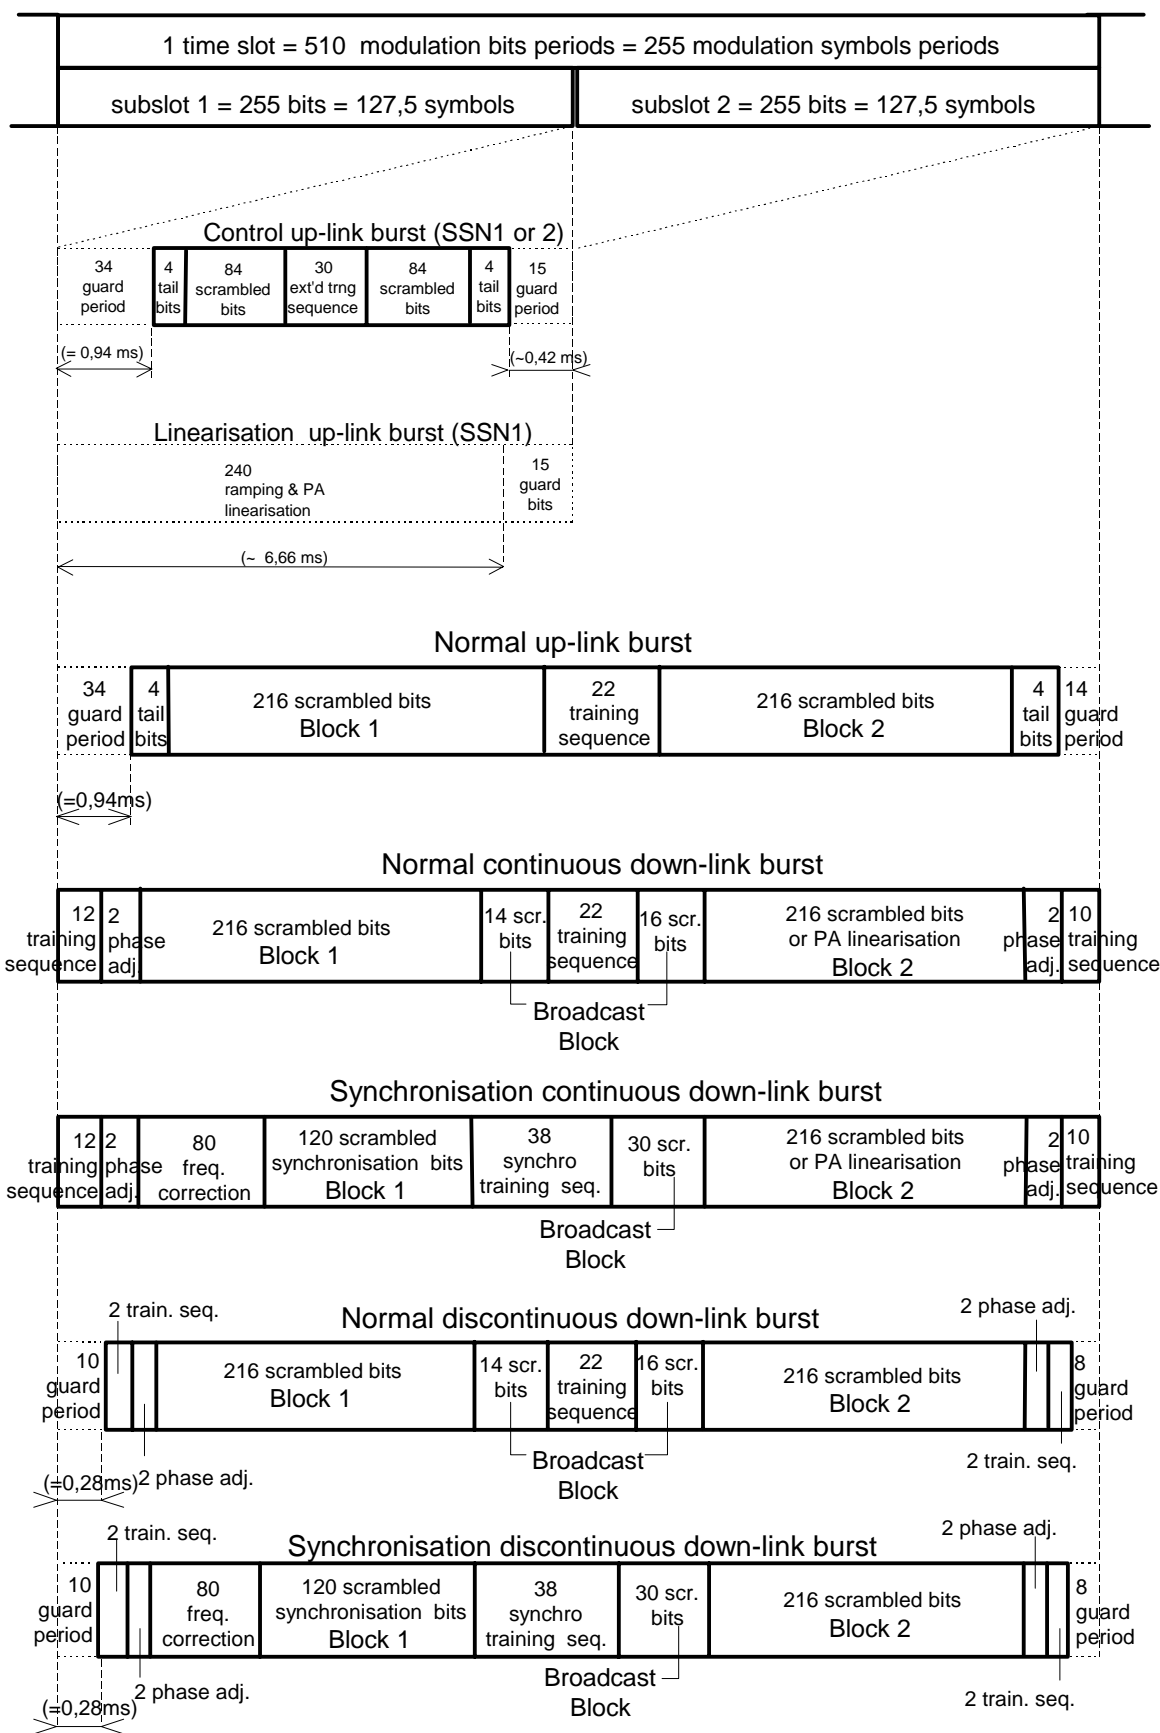 1 time slot = 510 modulation bits periods = 255 modulation symbols periods
subslot 1 = 255 bits = 127,5 symbols
subslot 2 = 255 bits = 127,5 symbols
Control up-link burst (SSN1 or 2)
34
guard
period
4
tail
bits
84
scrambled
bits
30
ext'd trng
sequence
84
scrambled
bits
4
tail
bits
15
guard
period
(= 0,94 ms)
(~0,42 ms)
Linearisation up-link burst (SSN1)
240
ramping & PA
linearisation
15
guard
bits
(~ 6,66 ms)
Normal up-link burst
34
guard
period
4
tail
bits
216 scrambled bits
Block 1
22
training
sequence
216 scrambled bits
Block 2
4
tail
bits
14
guard
period
(=0,94ms)
Normal continuous down-link burst
12
training
sequence
2
phase
adj.
216 scrambled bits
Block 1
14 scr.
bits
22
training
sequence
16 scr.
bits
216 scrambled bits
or PA linearisation
Block 2
2
phase
adj.
10
training
sequence
Broadcast
Block
Synchronisation continuous down-link burst
12
training
sequence
2
phase
adj.
80
freq.
correction
120 scrambled
synchronisation bits
Block 1
38
synchro
training seq.
30 scr.
bits
216 scrambled bits
or PA linearisation
Block 2
2
phase
adj.
10
training
sequence
Broadcast
Block
Normal discontinuous down-link burst
2 train. seq.
2 phase adj.
10
guard
period
216 scrambled bits
Block 1
14 scr.
bits
22
training
sequence
16 scr.
bits
216 scrambled bits
Block 2
8
guard
period
Broadcast
Block
2 train. seq.
(=0,28ms)
2 phase adj.
Synchronisation discontinuous down-link burst
2 train. seq.
2 phase adj.
10
guard
period
80
freq.
correction
120 scrambled
synchronisation bits
Block 1
38
synchro
training seq.
30 scr.
bits
216 scrambled bits
Block 2
8
guard
period
Broadcast
Block
2 phase adj.
2 train. seq.
(=0,28ms)